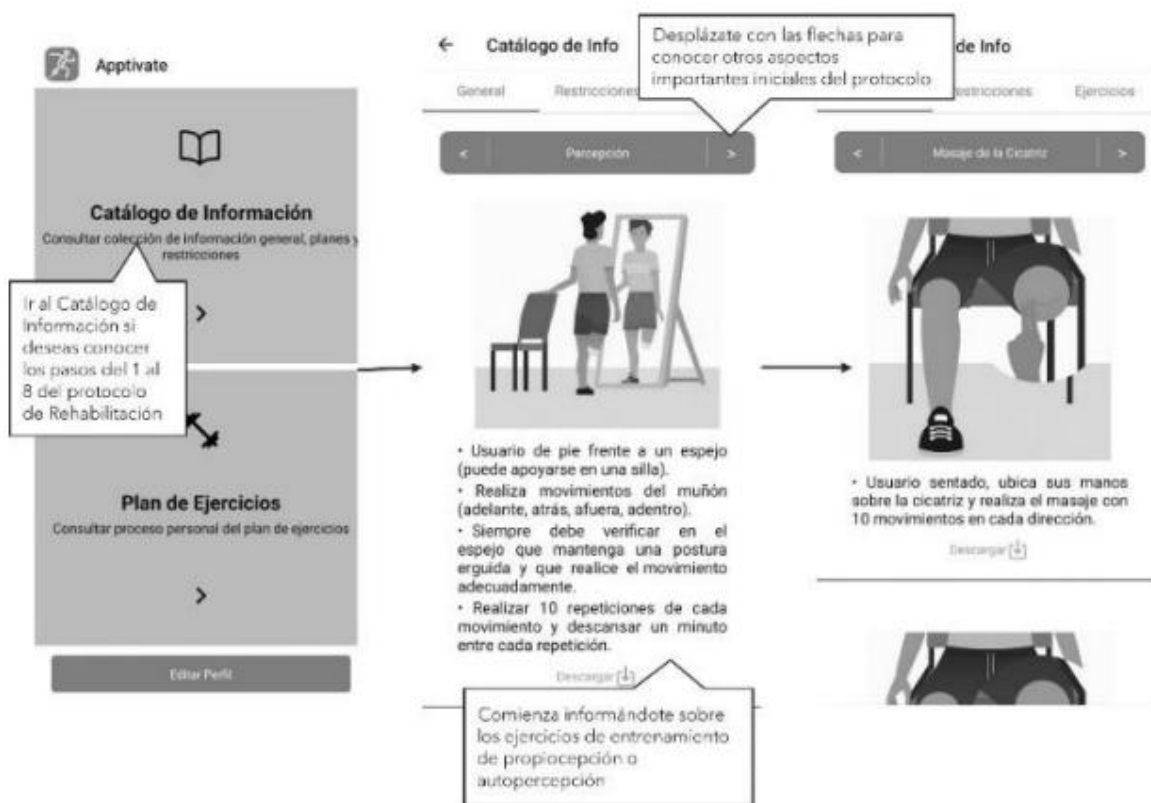 Apptivate
Catálogo de Información
Consultar colección de información general, planes y
restricciones
Ir al Catálogo de
Información si
deseas conocer
los pasos del 1 al
8 del protocolo
de Rehabilitación
Plan de Ejercicios
Consultar proceso personal del plan de ejercicios
Editar Perfil
Catálogo de Info
General
Restricciones
Desplázate con las flechas para
conocer otros aspectos
importantes iniciales del protocolo
< Percepción >
• Usuario de pie frente a un espejo
(puede apoyarse en una silla).
• Realiza movimientos del muñón
(adelante, atrás, afuera, adentro).
• Siempre debe verificar en el
espejo que mantenga una postura
erguida y que realice el movimiento
adecuadamente.
• Realizar 10 repeticiones de cada
movimiento y descansar un minuto
entre cada repetición.
Descargar
Comienza informándote sobre
los ejercicios de entrenamiento
de propiocepción o
autopercepción
de Info
estricciones
Ejercicios
< Masaje de la Cicatriz >
• Usuario sentado, ubica sus manos
sobre la cicatriz y realiza el masaje con
10 movimientos en cada dirección.
Descargar